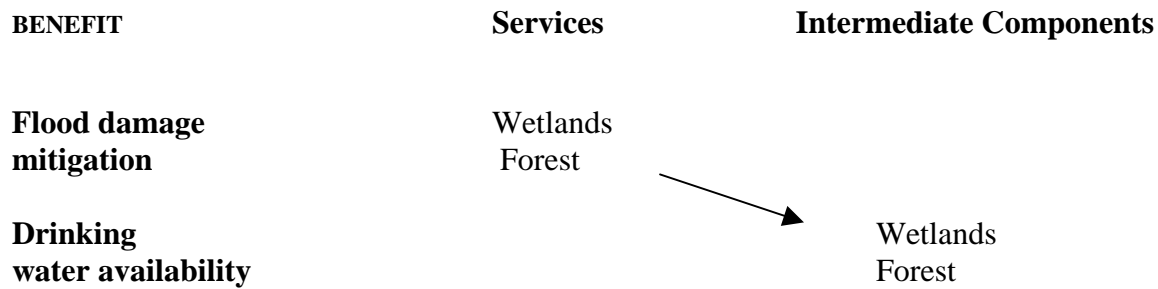 BENEFIT Services Intermediate Components
Flood damage Wetlands
mitigation Forest
Drinking Wetlands
water availability Forest